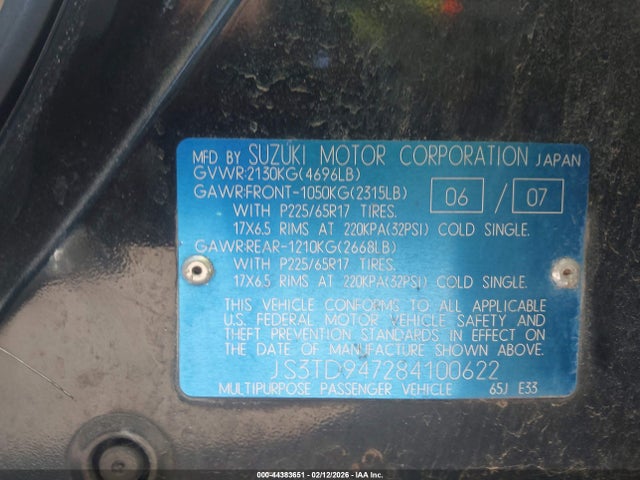 MFD BY SUZUKI MOTOR CORPORATION JAPAN
GVWR:2130KG(4696LB)
GAWR:FRONT-1050KG(2315LB) 06 / 07
WITH P225/65R17 TIRES.
17X6.5 RIMS AT 220KPA(32PSI) COLD SINGLE.
GAWR:REAR-1210KG(2668LB)
WITH P225/65R17 TIRES.
17X6.5 RIMS AT 220KPA(32PSI) COLD SINGLE.
THIS VEHICLE CONFORMS TO ALL APPLICABLE
U.S. FEDERAL MOTOR VEHICLE SAFETY AND
THEFT PREVENTION STANDARDS IN EFFECT ON
THE DATE OF MANUFACTURE SHOWN ABOVE.
JS3TD947284100622
MULTIPURPOSE PASSENGER VEHICLE 65J E33
000-44383651 - 02/12/2026 - IAA Inc.